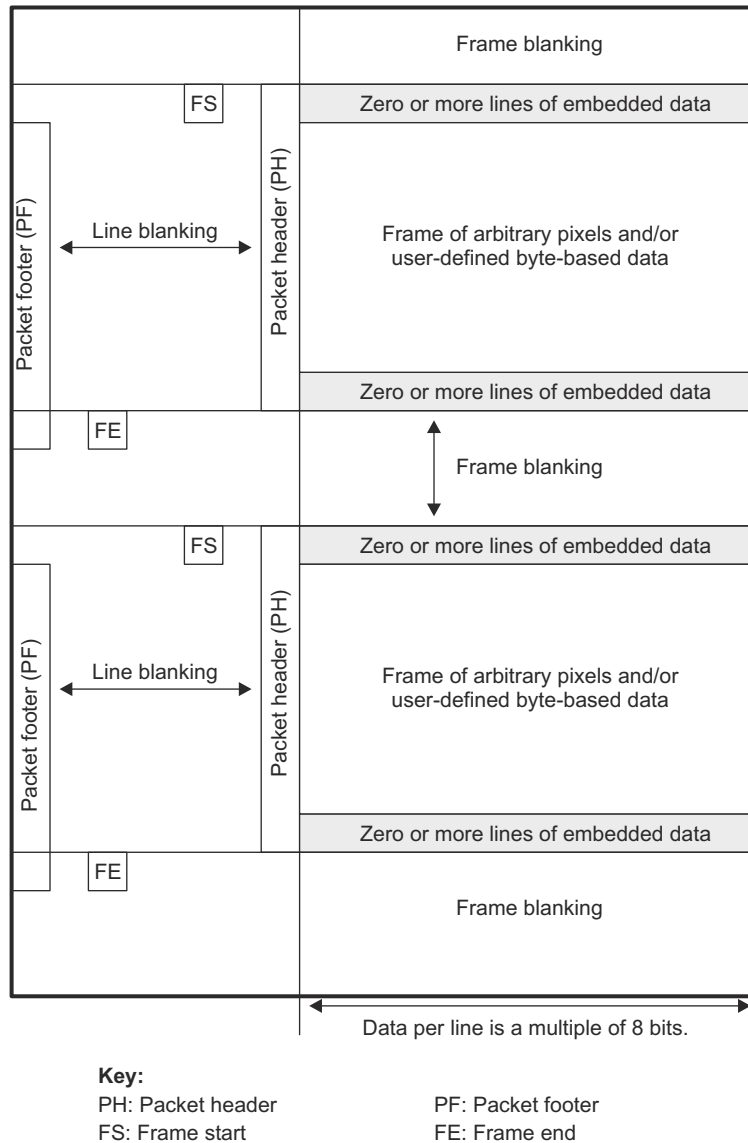 Frame blanking
FS
Zero or more lines of embedded data
Packet footer (PF)
Line blanking
Packet header (PH)
Frame of arbitrary pixels and/or
user-defined byte-based data
Zero or more lines of embedded data
FE
Frame blanking
FS
Zero or more lines of embedded data
Packet footer (PF)
Line blanking
Packet header (PH)
Frame of arbitrary pixels and/or
user-defined byte-based data
Zero or more lines of embedded data
FE
Frame blanking
Data per line is a multiple of 8 bits.
Key:
PH: Packet header
PF: Packet footer
FS: Frame start
FE: Frame end